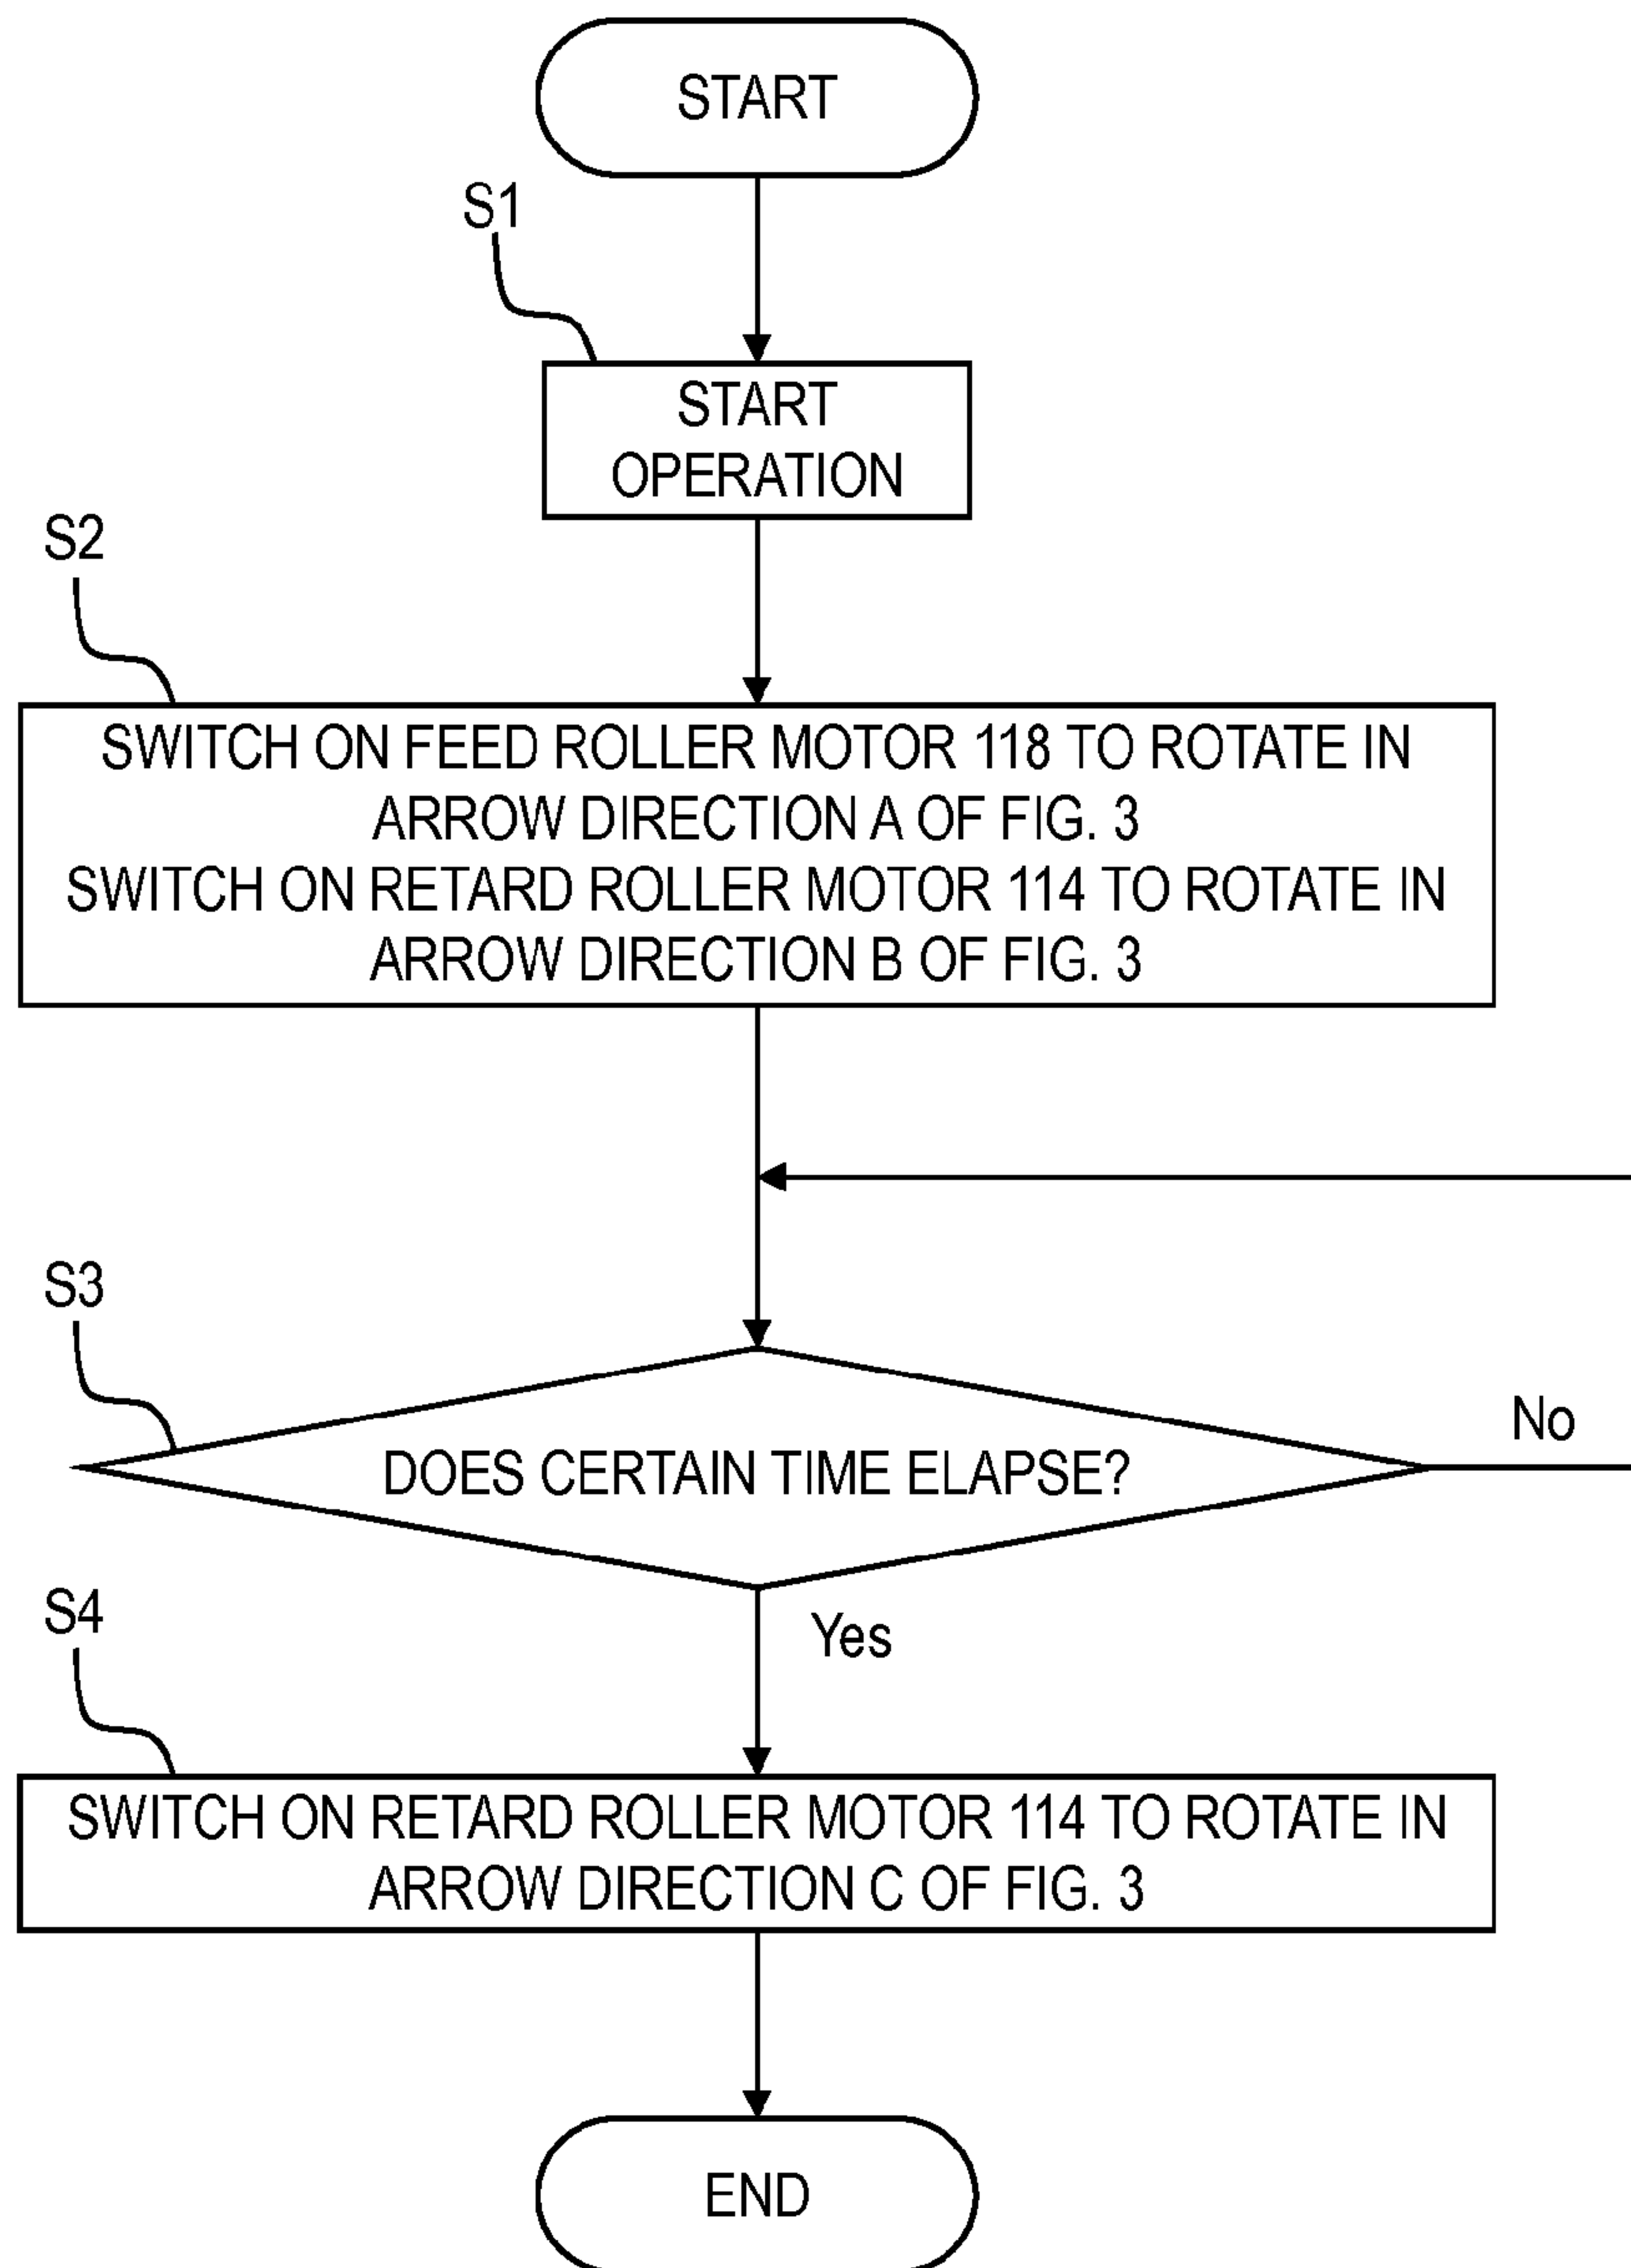 START
S1
START
OPERATION
S2
SWITCH ON FEED ROLLER MOTOR 118 TO ROTATE IN
ARROW DIRECTION A OF FIG. 3
SWITCH ON RETARD ROLLER MOTOR 114 TO ROTATE IN
ARROW DIRECTION B OF FIG. 3
S3
DOES CERTAIN TIME ELAPSE?
No
Yes
S4
SWITCH ON RETARD ROLLER MOTOR 114 TO ROTATE IN
ARROW DIRECTION C OF FIG. 3
END